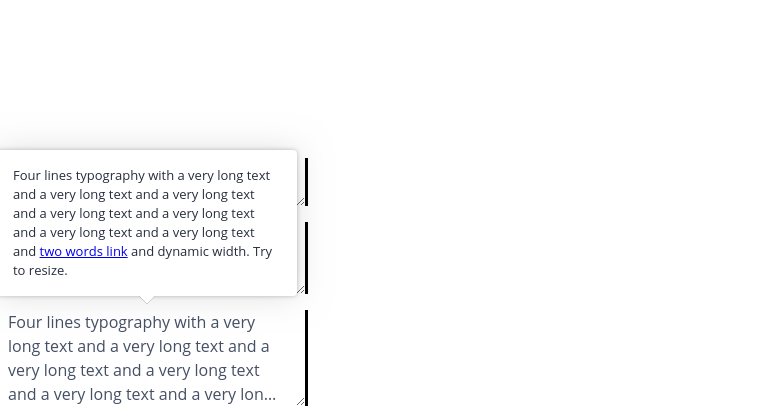 Four lines typography with a very long text
and a very long text and a very long text
and a very long text and a very long text
and a very long text and a very long text
and two words link and dynamic width. Try
to resize.
Four lines typography with a very
long text and a very long text and a
very long text and a very long text
and a very long text and a very lon...